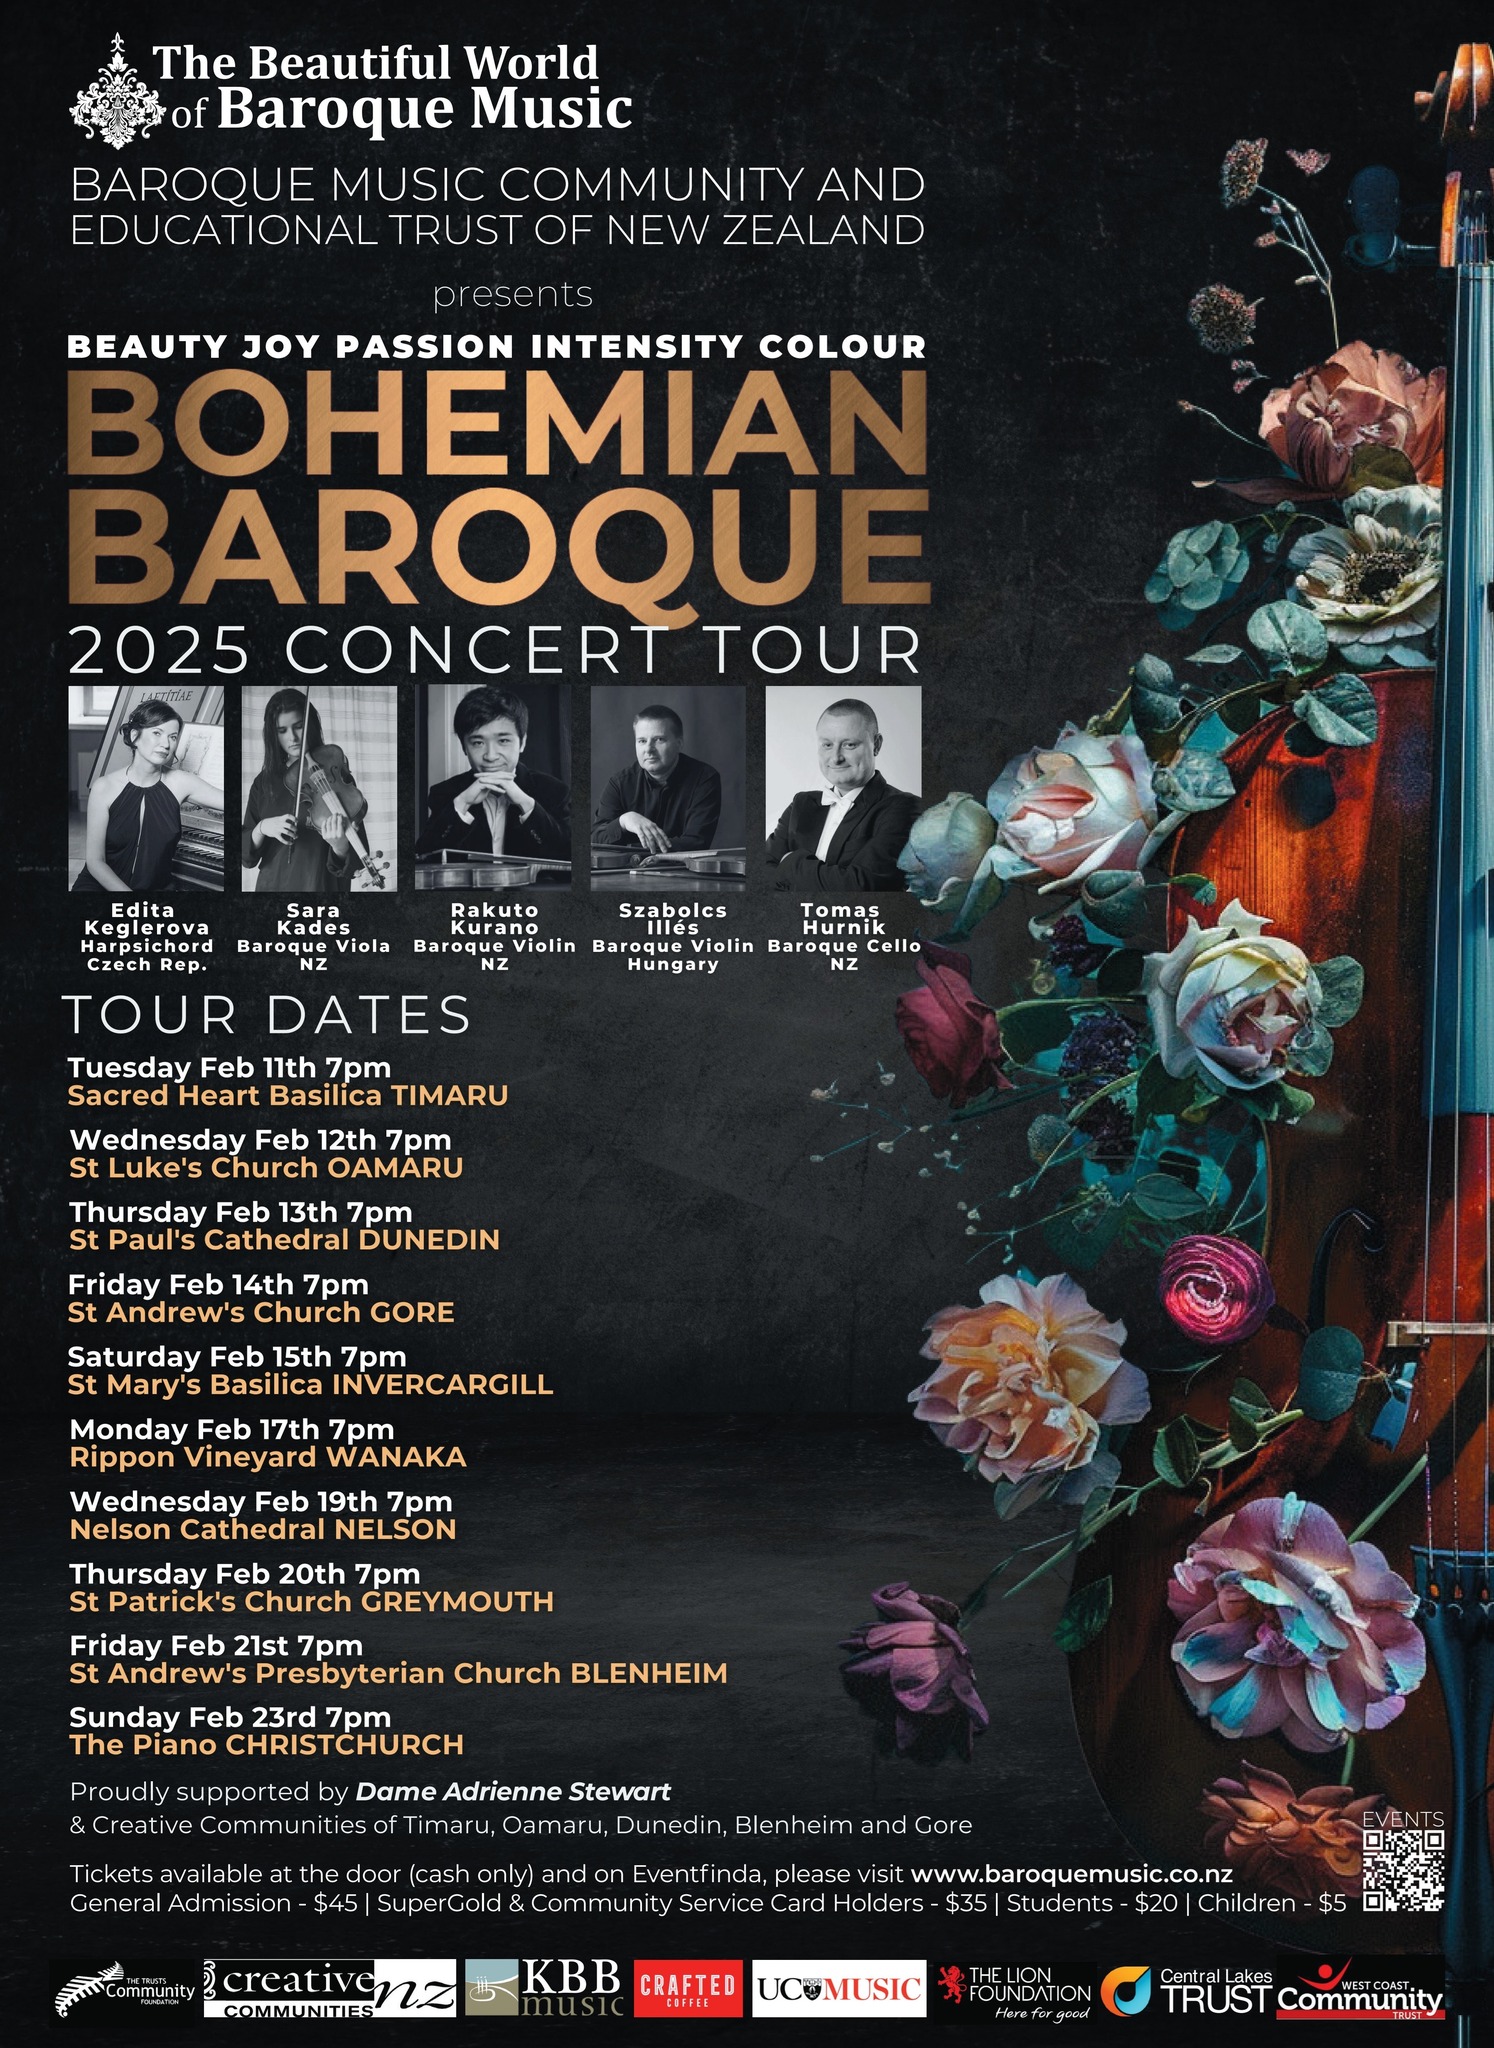 The Beautiful World
of Baroque Music
BAROQUE MUSIC COMMUNITY AND
EDUCATIONAL TRUST OF NEW ZEALAND
presents
BEAUTY JOY PASSION INTENSITY COLOUR
BOHEMIAN
BAROQUE
2025 CONCERT TOUR
LAETITIAE
Edita
Keglerova
Harpsichord
Czech Rep.
Sara
Kades
Baroque Viola
NZ
Rakuto
Kurano
Baroque Violin
NZ
Szabolcs
Illés
Baroque Violin
Hungary
Tomas
Hurnik
Baroque Cello
NZ
TOUR DATES
Tuesday Feb 11th 7pm
Sacred Heart Basilica TIMARU
Wednesday Feb 12th 7pm
St Luke's Church OAMARU
Thursday Feb 13th 7pm
St Paul's Cathedral DUNEDIN
Friday Feb 14th 7pm
St Andrew's Church GORE
Saturday Feb 15th 7pm
St Mary's Basilica INVERCARGILL
Monday Feb 17th 7pm
Rippon Vineyard WANAKA
Wednesday Feb 19th 7pm
Nelson Cathedral NELSON
Thursday Feb 20th 7pm
St Patrick's Church GREYMOUTH
Friday Feb 21st 7pm
St Andrew's Presbyterian Church BLENHEIM
Sunday Feb 23rd 7pm
The Piano CHRISTCHURCH
Proudly supported by Dame Adrienne Stewart
& Creative Communities of Timaru, Oamaru, Dunedin, Blenheim and Gore
EVENTS
Tickets available at the door (cash only) and on Eventfinda, please visit www.baroquemusic.co.nz
General Admission - $45 | SuperGold & Community Service Card Holders - $35 | Students - $20 | Children - $5
THE TRUSTS
Community
FOUNDATION
creative
COMMUNITIES
nz
KBB
music
CRAFTED
COFFEE
UC MUSIC
THE LION
FOUNDATION
Here for good
Central Lakes
TRUST
WEST COAST
Community
TRUST